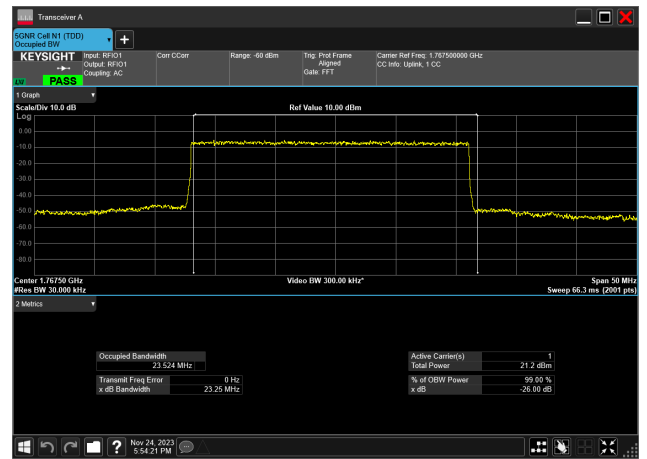 Transceiver A
5GNR Cell N1 (TDD)
Occupied BW
KEYSIGHT
Input: RFIO1
Output: RFIO1
Coupling: AC
Corr CCorr
Range: -60 dBm
Trig: Prot Frame
Aligned
Gate: FFT
Carrier Ref Freq: 1.767500000 GHz
CC Info: Uplink, 1 CC
LW PASS
1 Graph
Scale/Div 10.0 dB
Ref Value 10.00 dBm
Log
0.00
-10.0
-20.0
-30.0
-40.0
-50.0
-60.0
-70.0
-80.0
Center 1.76750 GHz
Video BW 300.00 kHz*
Span 50 MHz
#Res BW 30.000 kHz
Sweep 66.3 ms (2001 pts)
2 Metrics
Occupied Bandwidth
23.524 MHz
Active Carrier(s) 1
Total Power 21.2 dBm
Transmit Freq Error 0 Hz
x dB Bandwidth 23.25 MHz
% of OBW Power 99.00 %
x dB -26.00 dB
Nov 24, 2023
5:54:21 PM